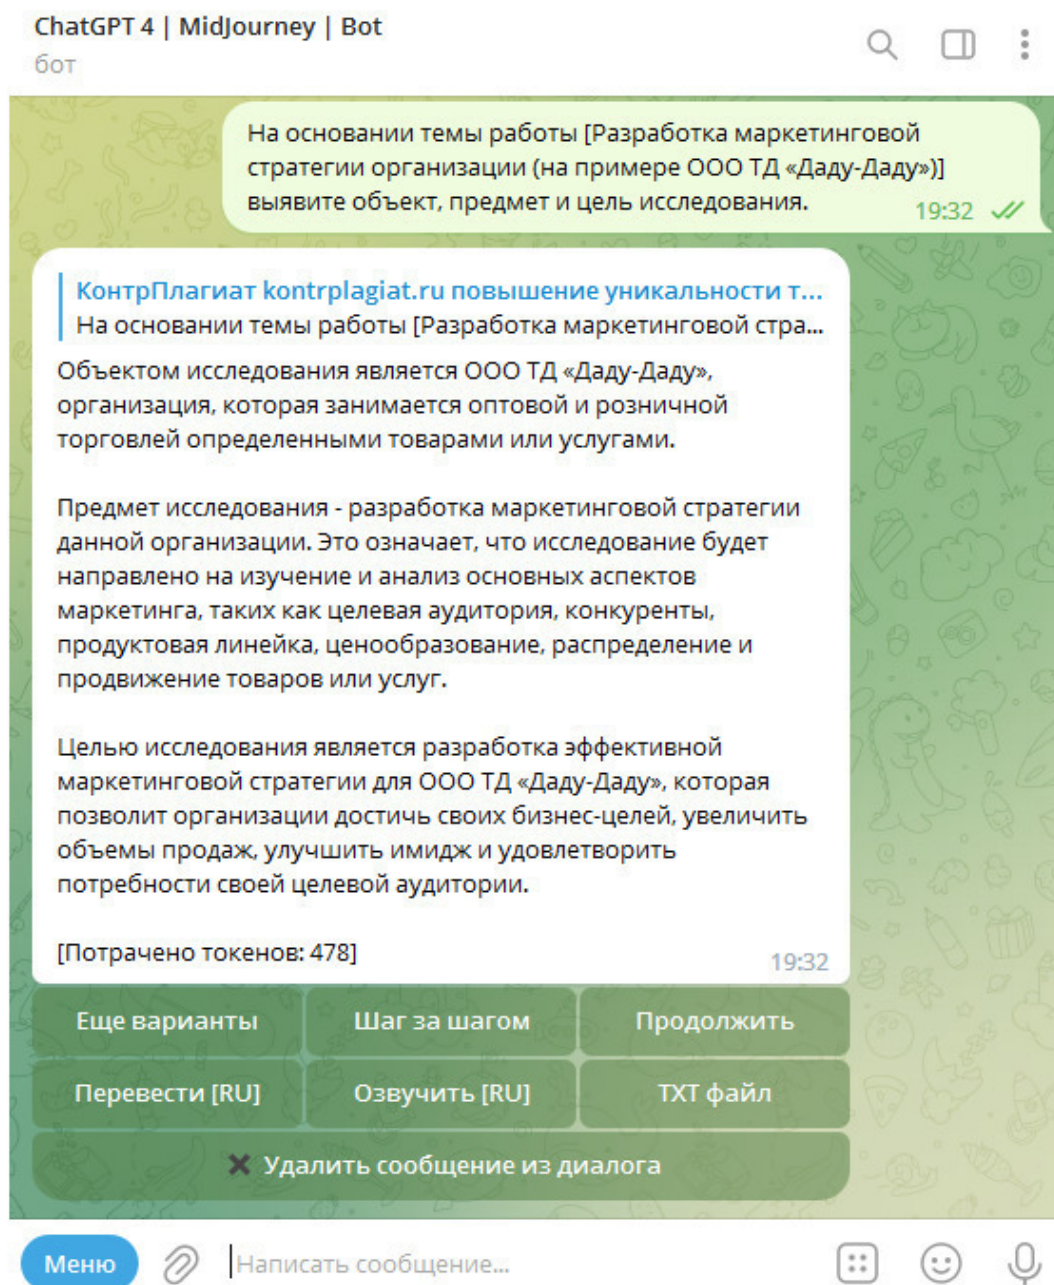 ChatGPT 4 | MidJourney | Bot
бот
На основании темы работы [Разработка маркетинговой
стратегии организации (на примере ООО ТД «Даду-Даду»)]
выявите объект, предмет и цель исследования.
19:32
КонтрПлагиат kontrplagiat.ru повышение уникальности т...
На основании темы работы [Разработка маркетинговой стра...
Объектом исследования является ООО ТД «Даду-Даду»,
организация, которая занимается оптовой и розничной
торговлей определенными товарами или услугами.
Предмет исследования - разработка маркетинговой стратегии
данной организации. Это означает, что исследование будет
направлено на изучение и анализ основных аспектов
маркетинга, таких как целевая аудитория, конкуренты,
продуктовая линейка, ценообразование, распределение и
продвижение товаров или услуг.
Целью исследования является разработка эффективной
маркетинговой стратегии для ООО ТД «Даду-Даду», которая
позволит организации достичь своих бизнес-целей, увеличить
объемы продаж, улучшить имидж и удовлетворить
потребности своей целевой аудитории.
[Потрачено токенов: 478]
19:32
Еще варианты
Шаг за шагом
Продолжить
Перевести [RU]
Озвучить [RU]
TXT файл
Удалить сообщение из диалога
Меню
Написать сообщение...